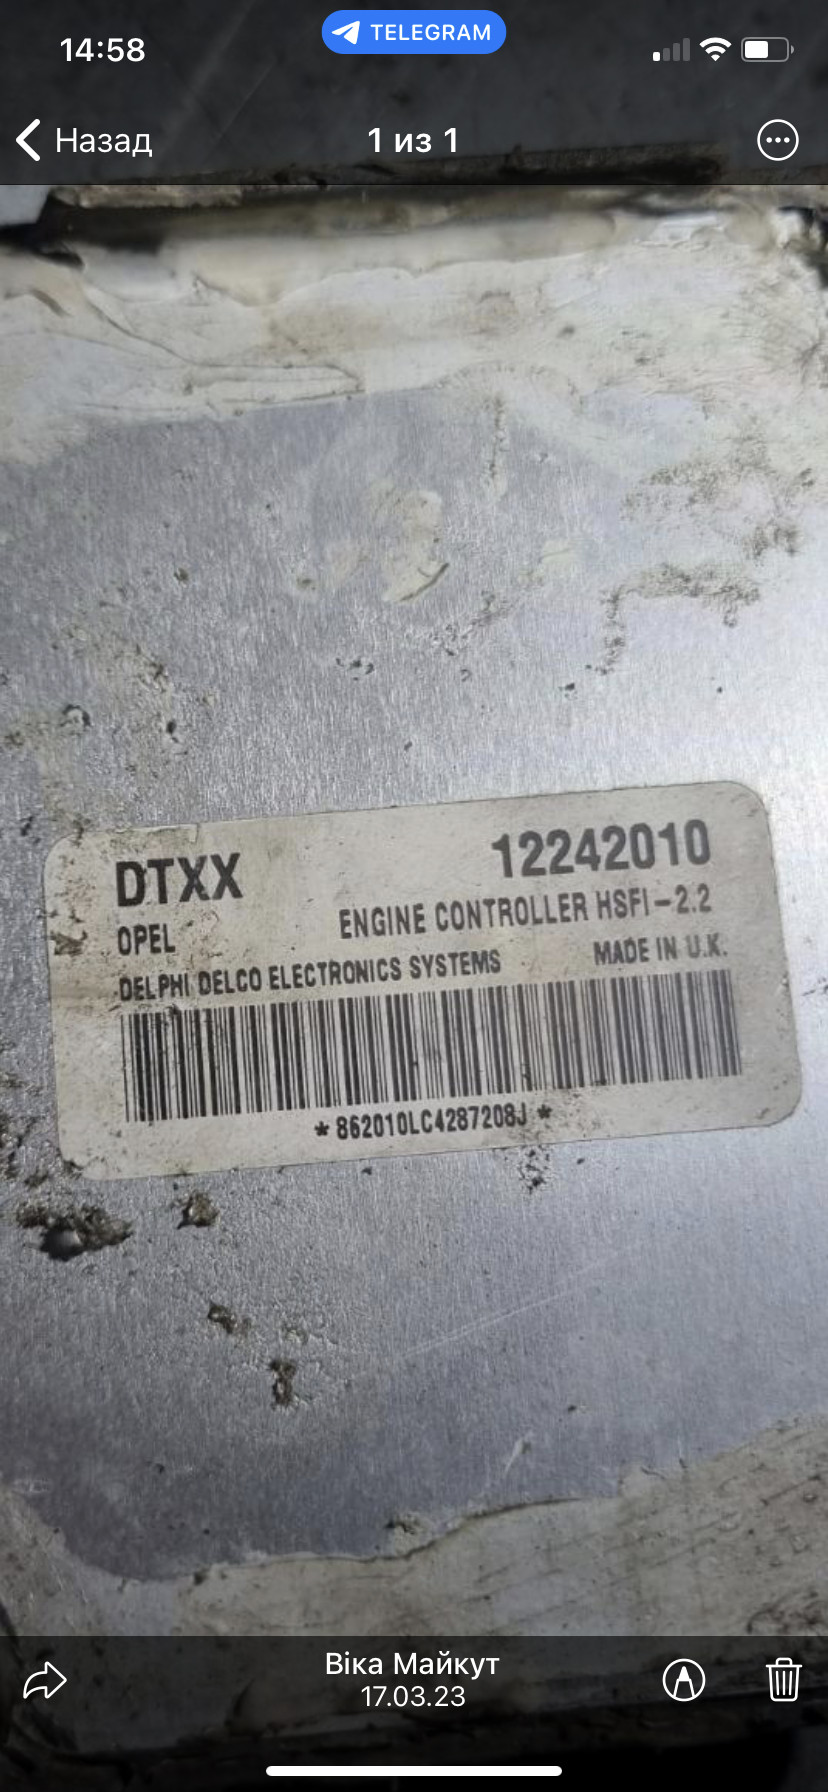 14:58
TELEGRAM
Назад
1 из 1
DTXX
12242010
OPEL
ENGINE CONTROLLER HSFI-2.2
DELPHI DELCO ELECTRONICS SYSTEMS
MADE IN U.K.
*862010LC4287208J*
Віка Майкут
17.03.23